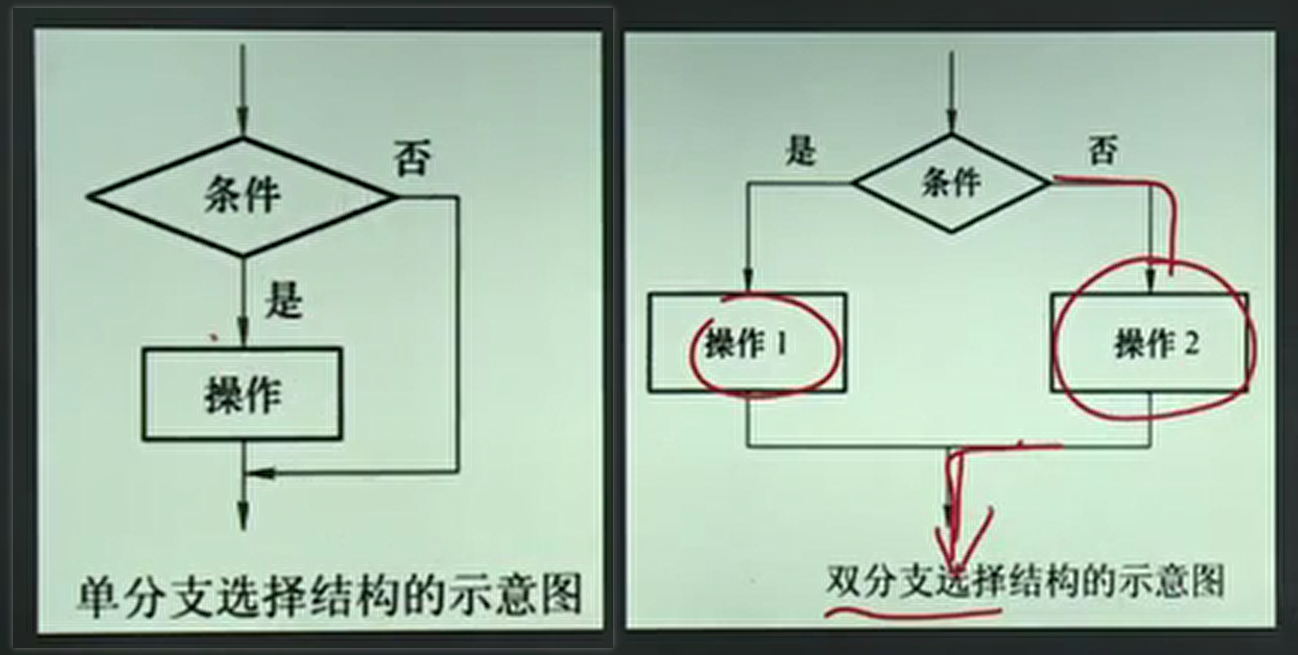 否
条件
是
操作
单分支选择结构的示意图
是
否
条件
操作 1
操作 2
双分支选择结构的示意图